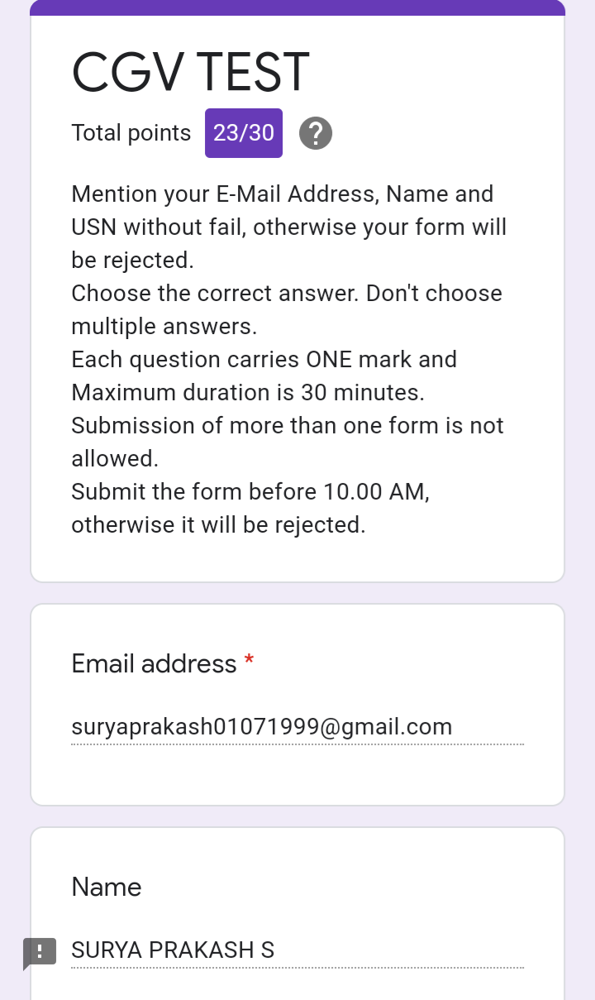 CGV TEST
Total points 23/30 ?
Mention your E-Mail Address, Name and
USN without fail, otherwise your form will
be rejected.
Choose the correct answer. Don't choose
multiple answers.
Each question carries ONE mark and
Maximum duration is 30 minutes.
Submission of more than one form is not
allowed.
Submit the form before 10.00 AM,
otherwise it will be rejected.
Email address *
suryaprakash01071999@gmail.com
Name
SURYA PRAKASH S